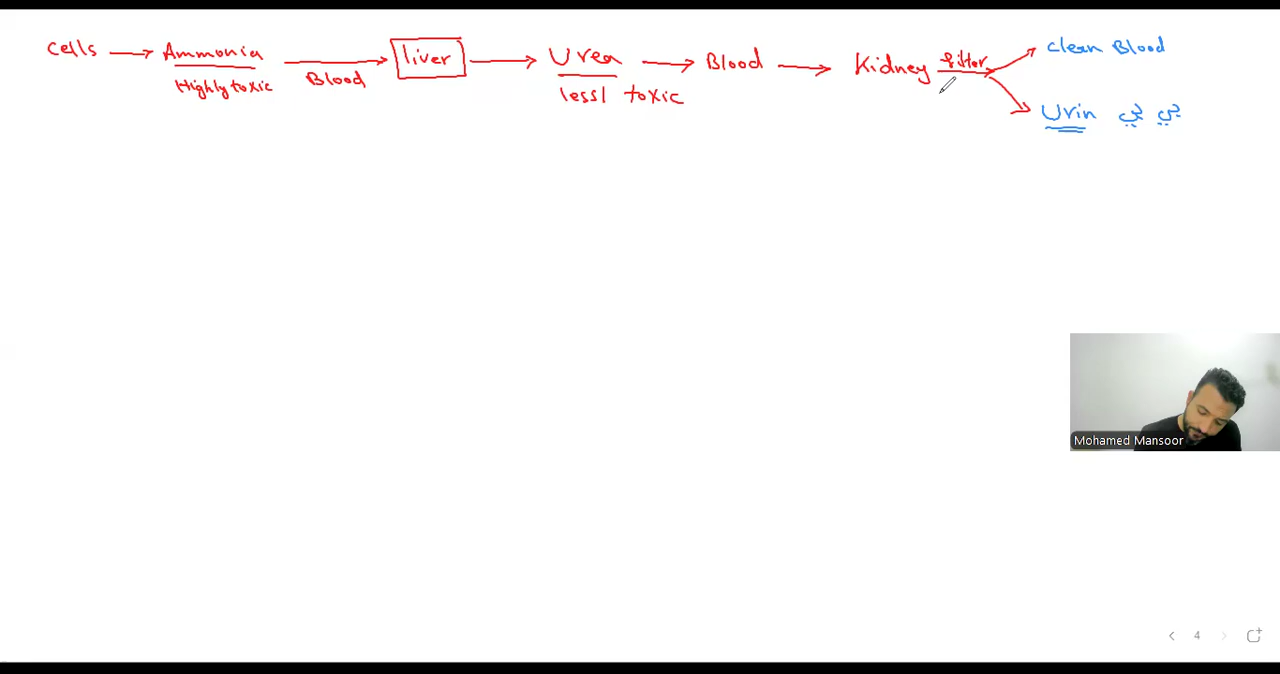 cells → Ammonia → liver → Urea → Blood → Kidney filter → Clean Blood
Highly toxic Blood less toxic
Urin بي بي
Mohamed Mansoor
4